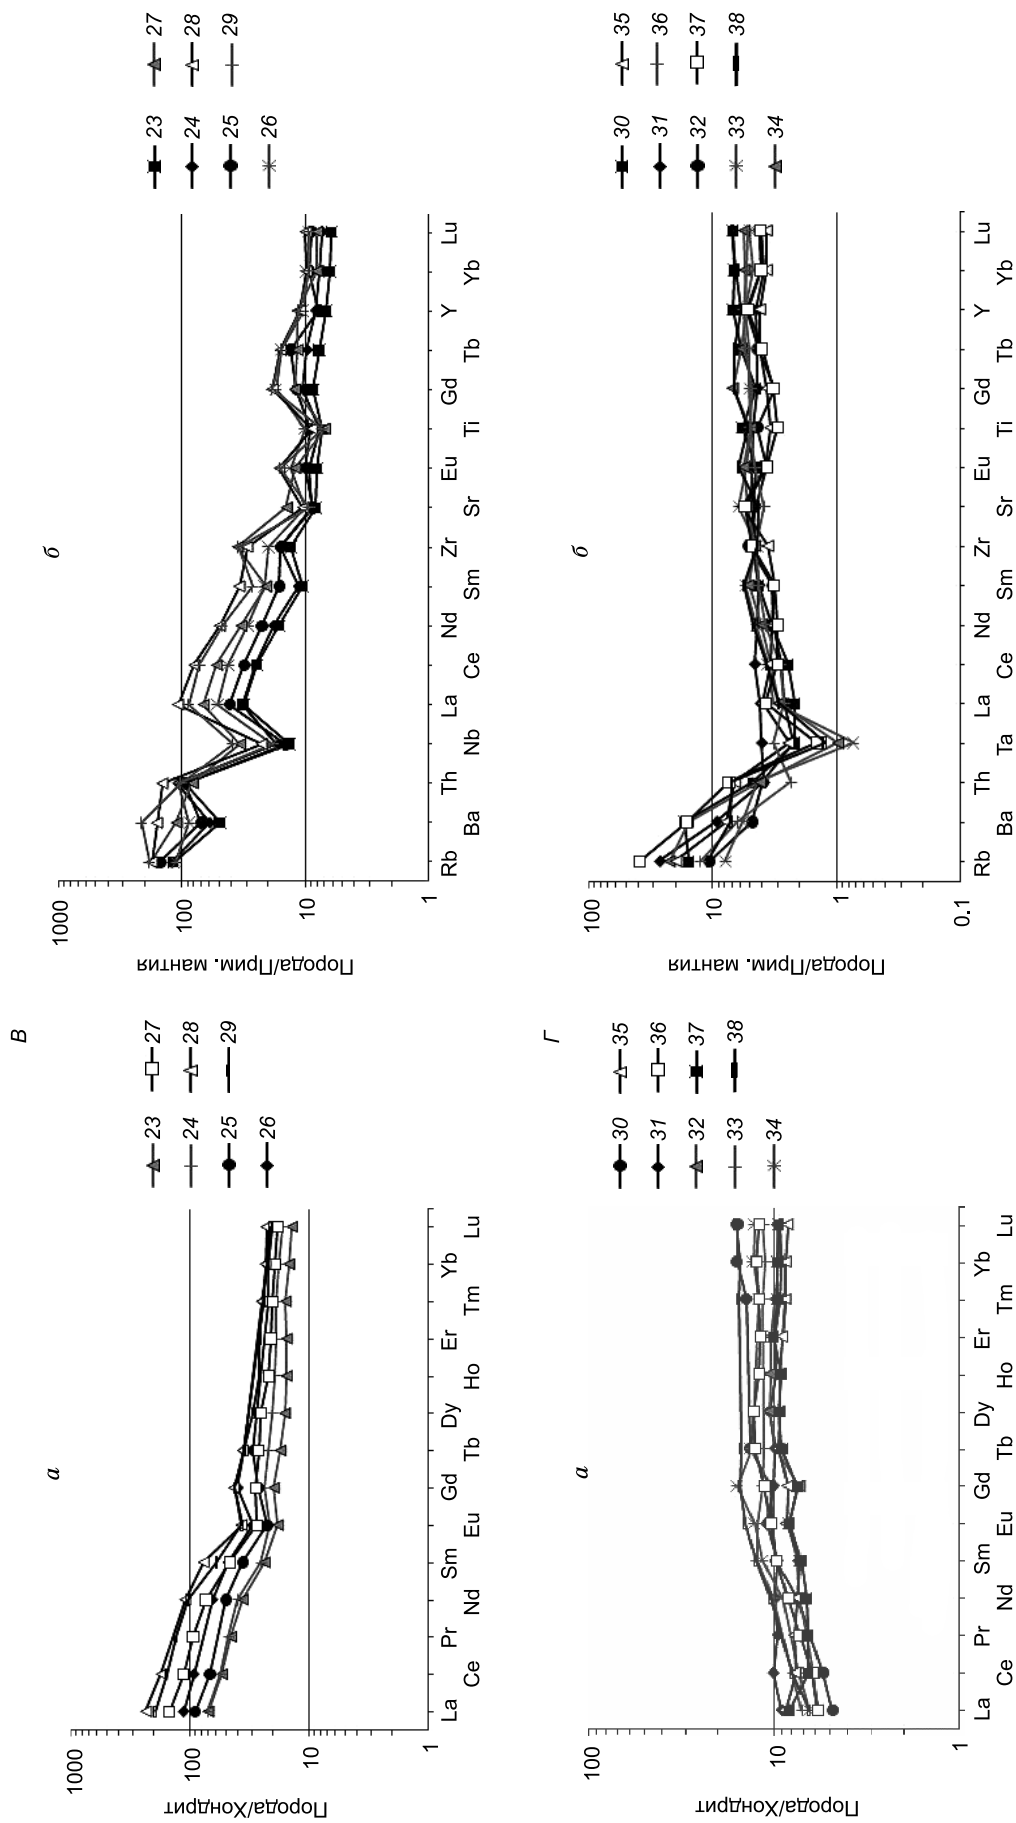 В
а
1000
100
10
1
Порода/Хондрит
La Ce Pr Nd Sm Eu Gd Tb Dy Ho Er Tm Yb Lu
23 27
24 28
25 29
26
б
1000
100
10
1
Порода/Прим. мантия
Rb Ba Th Nb La Ce Nd Sm Zr Sr Eu Ti Gd Tb Y Yb Lu
23 27
24 28
25 29
26
Г
а
100
10
1
Порода/Хондрит
La Ce Pr Nd Sm Eu Gd Tb Dy Ho Er Tm Yb Lu
30 35
31 36
32 37
33 38
34
б
100
10
1
0.1
Порода/Прим. мантия
Rb Ba Th Ta La Ce Nd Sm Zr Sr Eu Ti Gd Tb Y Yb Lu
30 35
31 36
32 37
33 38
34